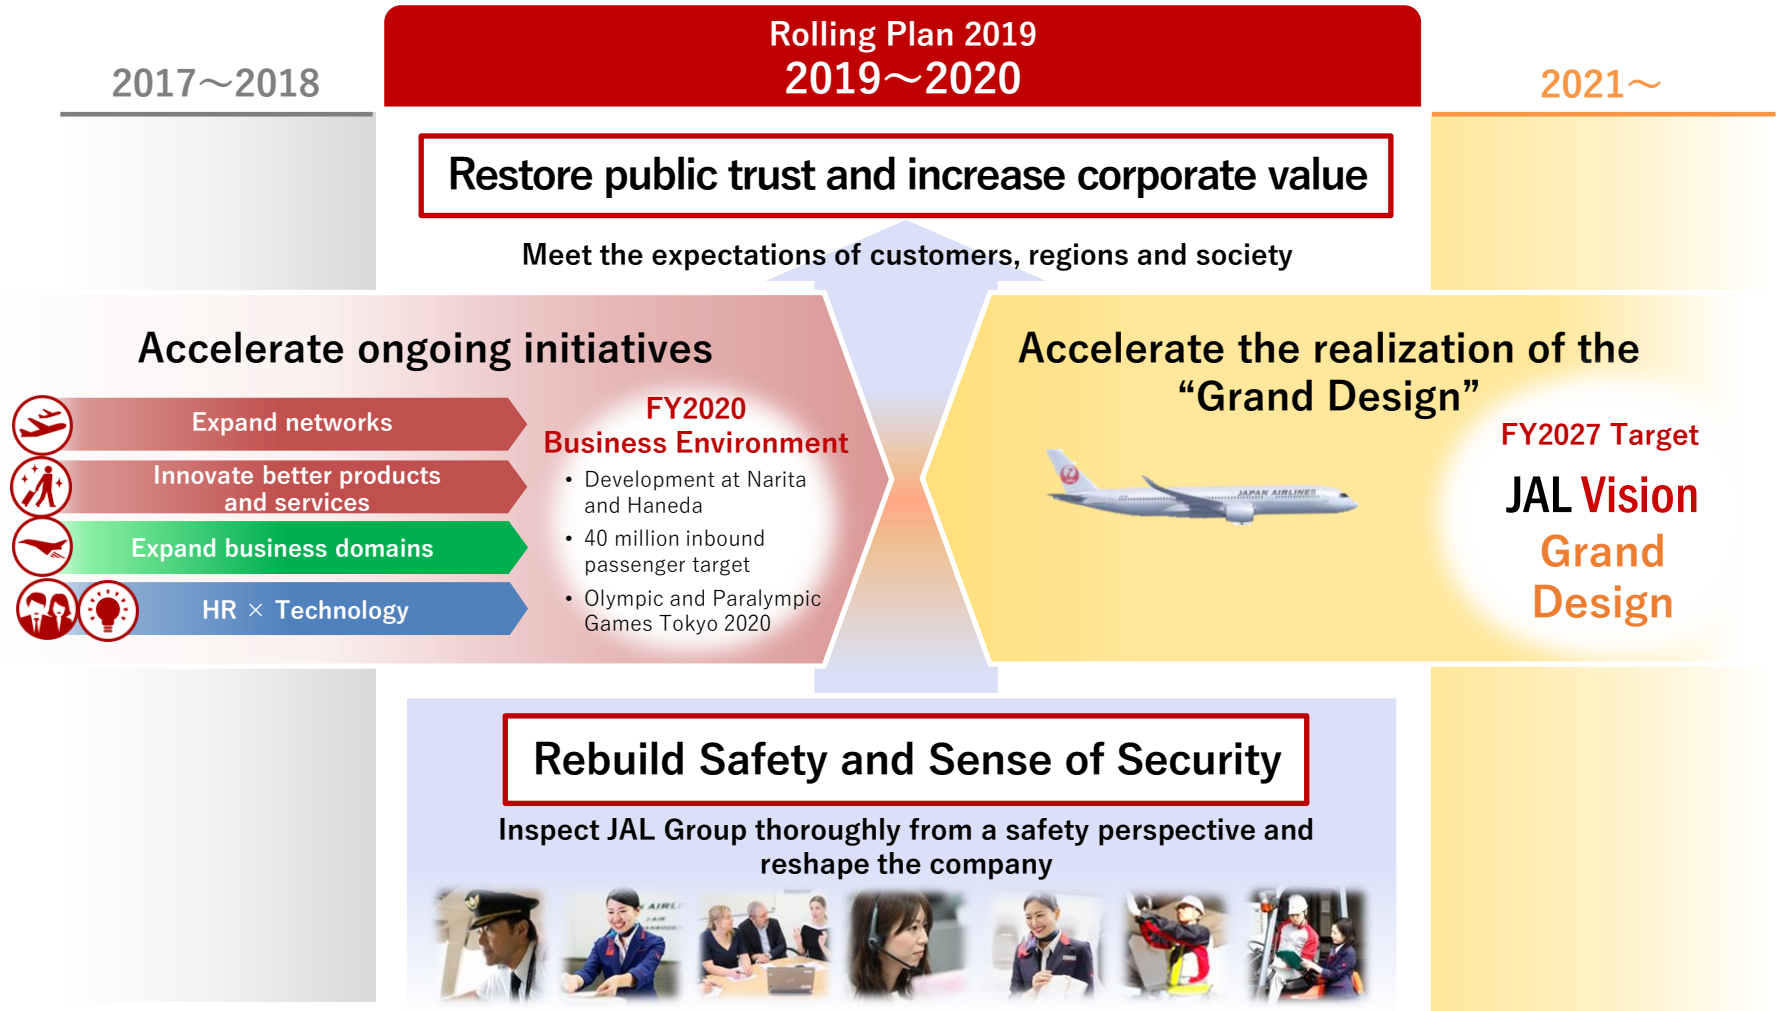 Rolling Plan 2019
2017～2018
2019～2020
2021～
Restore public trust and increase corporate value
Meet the expectations of customers, regions and society
Accelerate ongoing initiatives
Expand networks
Innovate better products
and services
Expand business domains
HR × Technology
FY2020
Business Environment
• Development at Narita
and Haneda
• 40 million inbound
passenger target
• Olympic and Paralympic
Games Tokyo 2020
Accelerate the realization of the
“Grand Design”
JAPAN AIRLINES
FY2027 Target
JAL Vision
Grand
Design
Rebuild Safety and Sense of Security
Inspect JAL Group thoroughly from a safety perspective and
reshape the company